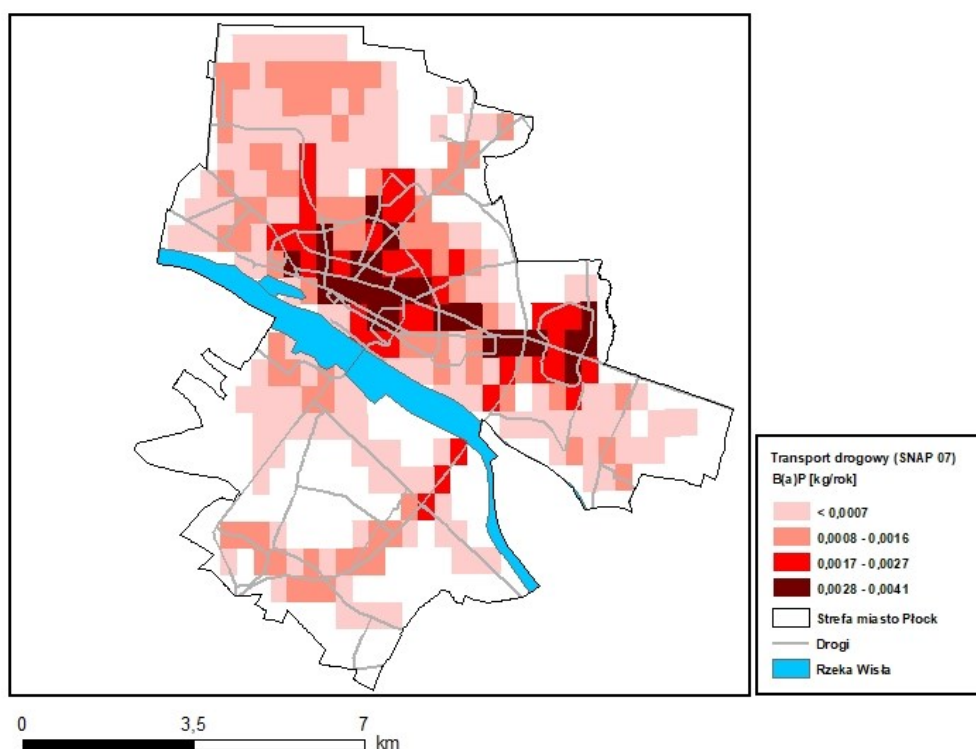 Transport drogowy (SNAP 07)
B(a)P [kg/rok]
< 0,0007
0,0008 - 0,0016
0,0017 - 0,0027
0,0028 - 0,0041
Strefa miasto Płock
Drogi
Rzeka Wisła
0 3,5 7
km